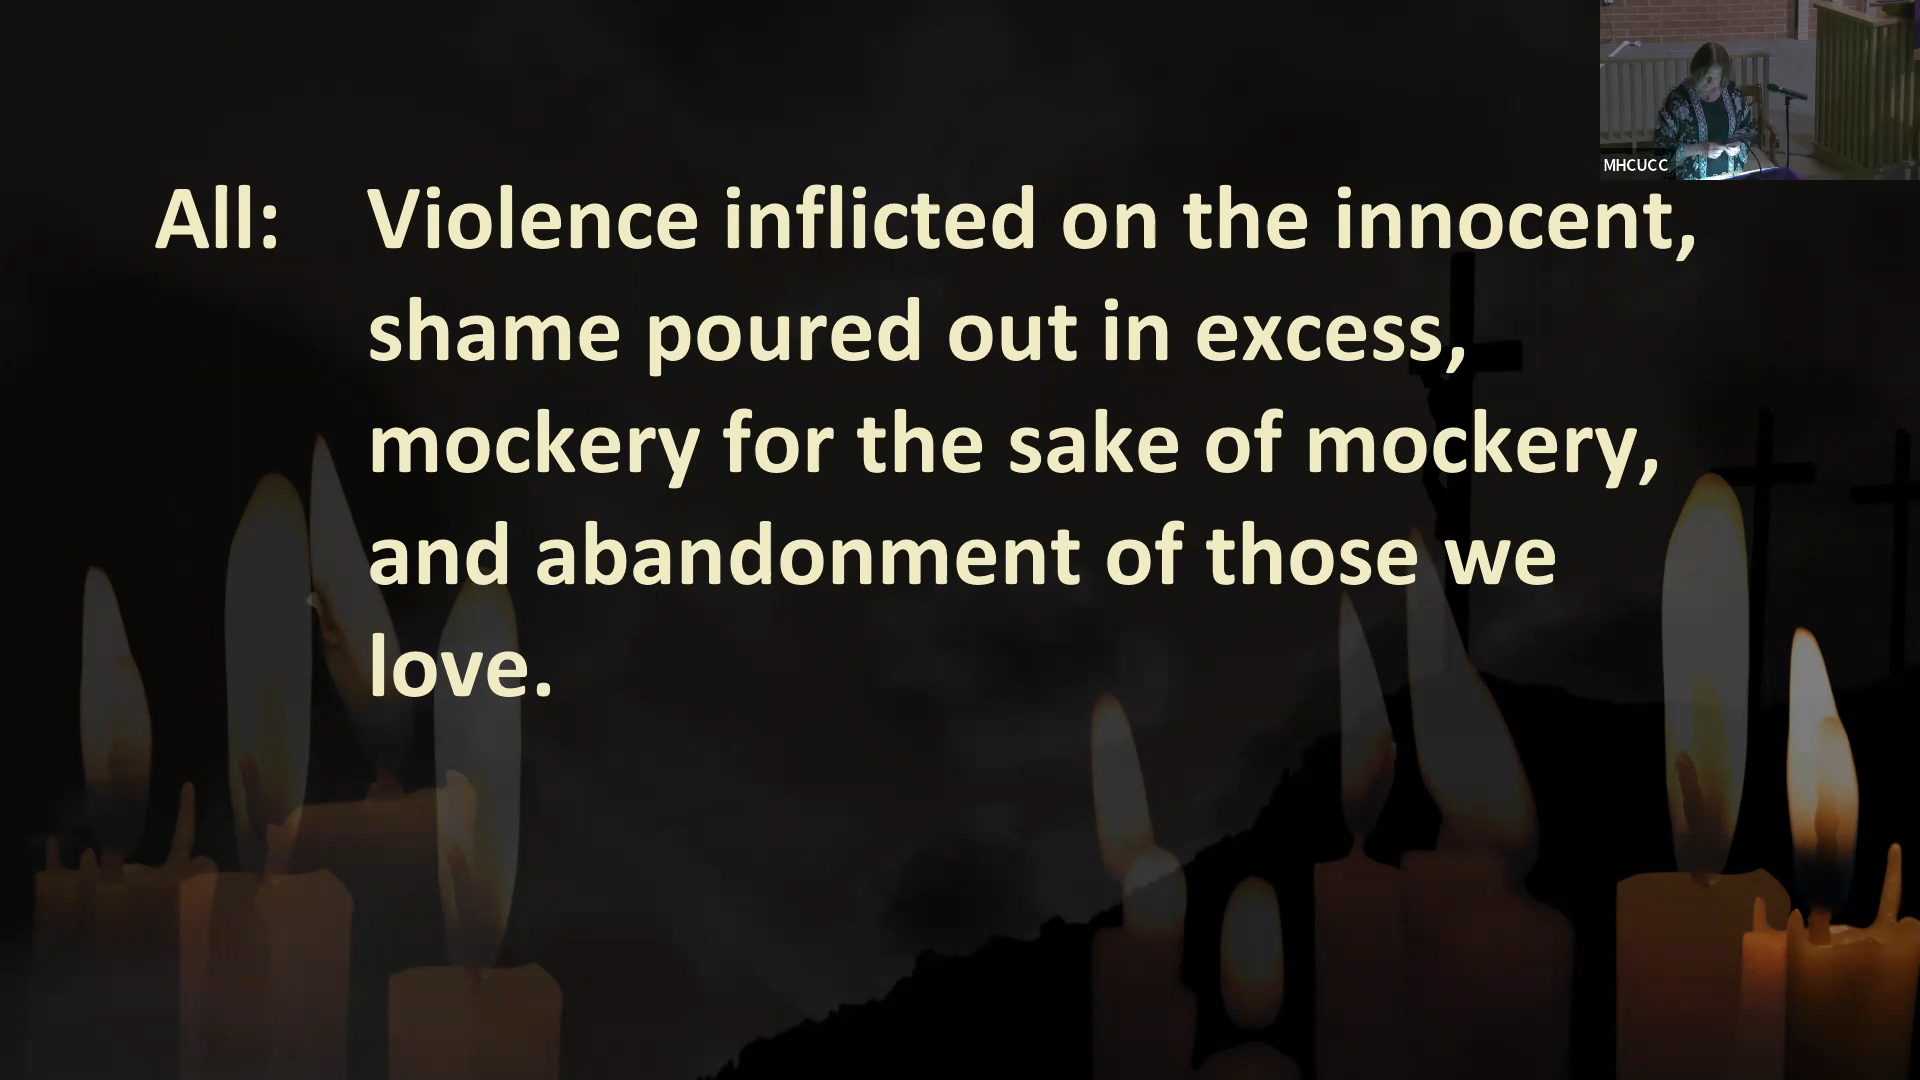 MHCUCC
All: Violence inflicted on the innocent,
shame poured out in excess,
mockery for the sake of mockery,
and abandonment of those we
love.